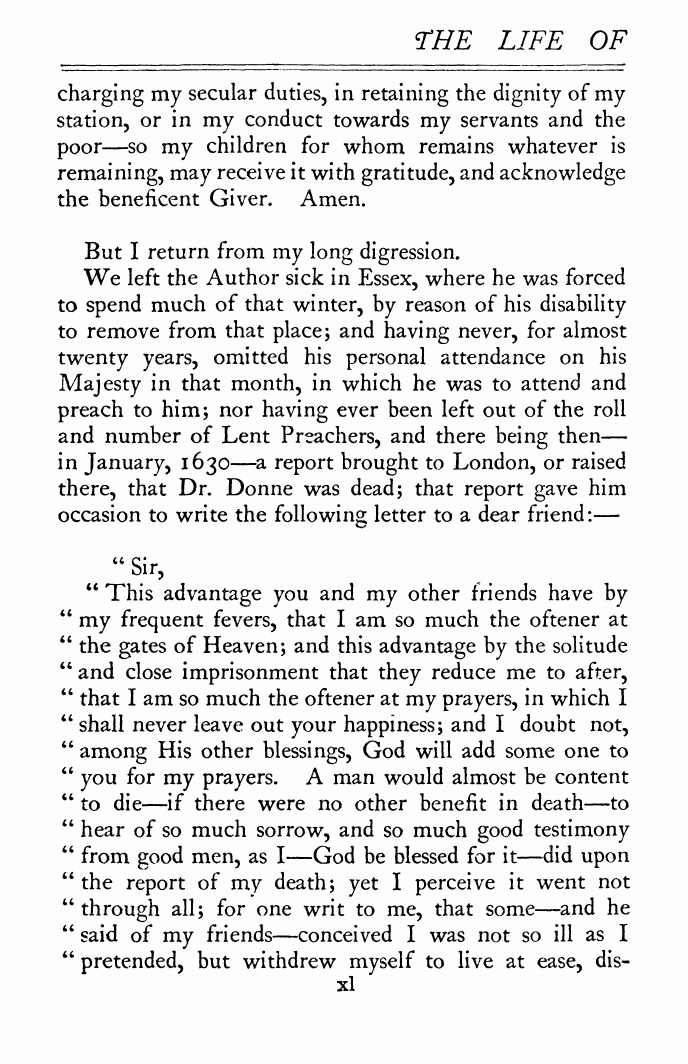 THE LIFE OF
charging my secular duties, in retaining the dignity of my
station, or in my conduct towards my servants and the
poor—so my children for whom remains whatever is
remaining, may receive it with gratitude, and acknowledge
the beneficent Giver. Amen.
But I return from my long digression.
We left the Author sick in Essex, where he was forced
to spend much of that winter, by reason of his disability
to remove from that place; and having never, for almost
twenty years, omitted his personal attendance on his
Majesty in that month, in which he was to attend and
preach to him; nor having ever been left out of the roll
and number of Lent Preachers, and there being then—
in January, 1630—a report brought to London, or raised
there, that Dr. Donne was dead; that report gave him
occasion to write the following letter to a dear friend:—
“ Sir,
“ This advantage you and my other friends have by
“ my frequent fevers, that I am so much the oftener at
“ the gates of Heaven; and this advantage by the solitude
“ and close imprisonment that they reduce me to after,
“ that I am so much the oftener at my prayers, in which I
“ shall never leave out your happiness; and I doubt not,
“ among His other blessings, God will add some one to
“ you for my prayers. A man would almost be content
“ to die—if there were no other benefit in death—to
“ hear of so much sorrow, and so much good testimony
“ from good men, as I—God be blessed for it—did upon
“ the report of my death; yet I perceive it went not
“ through all; for one writ to me, that some—and he
“ said of my friends—conceived I was not so ill as I
“ pretended, but withdrew myself to live at ease, dis-
xl